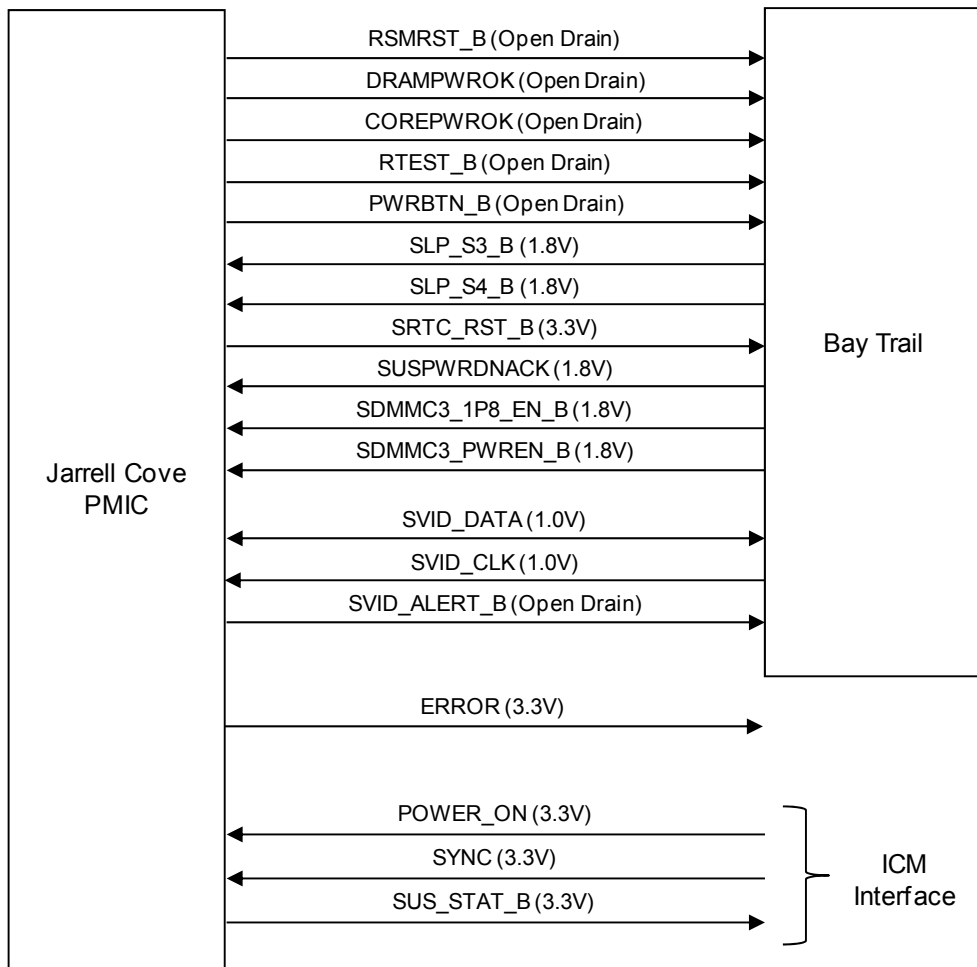 RSMRST_B (Open Drain)
DRAMPWROK (Open Drain)
COREPWROK (Open Drain)
RTEST_B (Open Drain)
PWRBTN_B (Open Drain)
SLP_S3_B (1.8V)
SLP_S4_B (1.8V)
SRTC_RST_B (3.3V)
SUSPWRDNACK (1.8V)
SDMMC3_1P8_EN_B (1.8V)
SDMMC3_PWREN_B (1.8V)
SVID_DATA (1.0V)
SVID_CLK (1.0V)
SVID_ALERT_B (Open Drain)
ERROR (3.3V)
POWER_ON (3.3V)
SYNC (3.3V)
SUS_STAT_B (3.3V)
Jarrell Cove
PMIC
Bay Trail
ICM
Interface